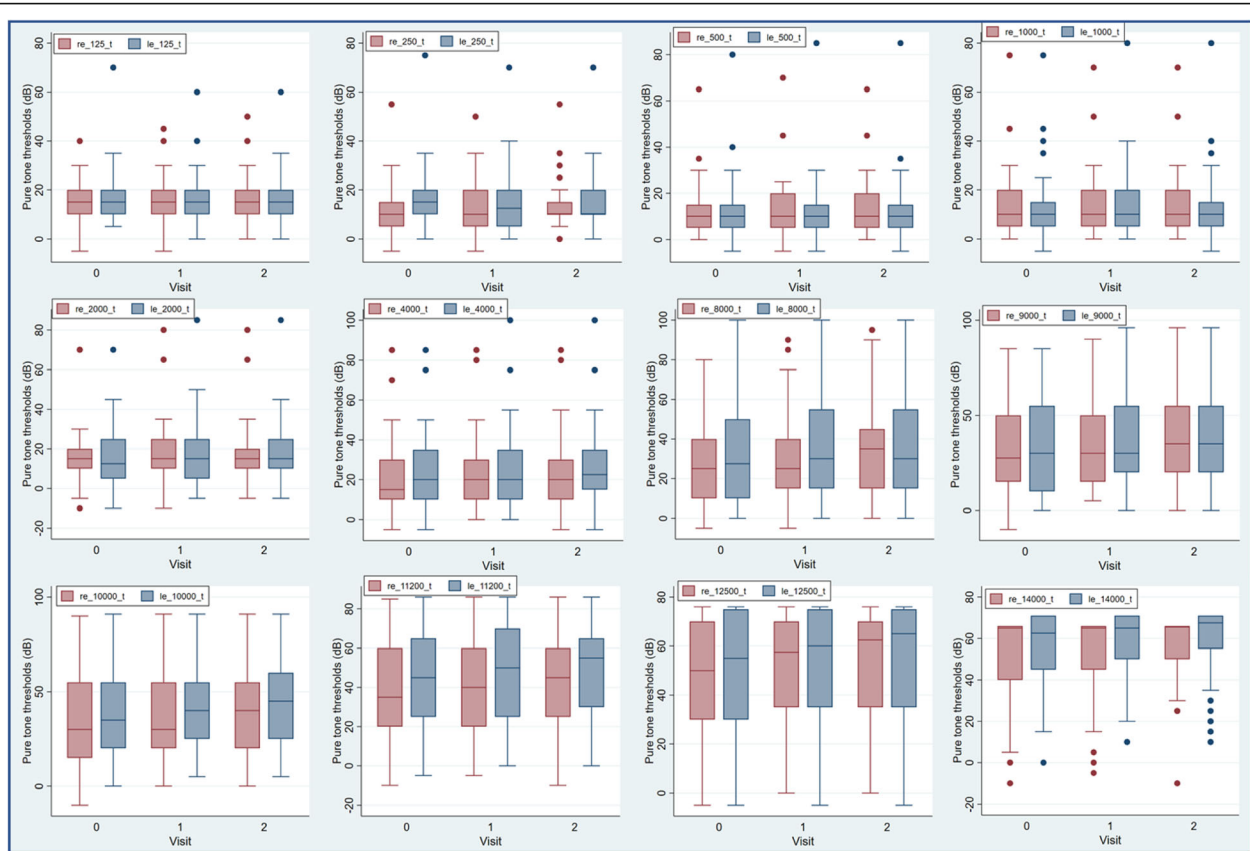 re_125_t le_125_t
Pure tone thresholds (dB)
80
60
40
20
0
0 1 2
Visit
re_250_t le_250_t
Pure tone thresholds (dB)
80
60
40
20
0
0 1 2
Visit
re_500_t le_500_t
Pure tone thresholds (dB)
80
60
40
20
0
0 1 2
Visit
re_1000_t le_1000_t
Pure tone thresholds (dB)
80
60
40
20
0
0 1 2
Visit
re_2000_t le_2000_t
Pure tone thresholds (dB)
80
60
40
20
0
-20
0 1 2
Visit
re_4000_t le_4000_t
Pure tone thresholds (dB)
100
80
60
40
20
0
0 1 2
Visit
re_8000_t le_8000_t
Pure tone thresholds (dB)
100
80
60
40
20
0
0 1 2
Visit
re_9000_t le_9000_t
Pure tone thresholds (dB)
100
50
0
0 1 2
Visit
re_10000_t le_10000_t
Pure tone thresholds (dB)
100
50
0
0 1 2
Visit
re_11200_t le_11200_t
Pure tone thresholds (dB)
80
60
40
20
0
-20
0 1 2
Visit
re_12500_t le_12500_t
Pure tone thresholds (dB)
80
60
40
20
0
0 1 2
Visit
re_14000_t le_14000_t
Pure tone thresholds (dB)
80
60
40
20
0
-20
0 1 2
Visit